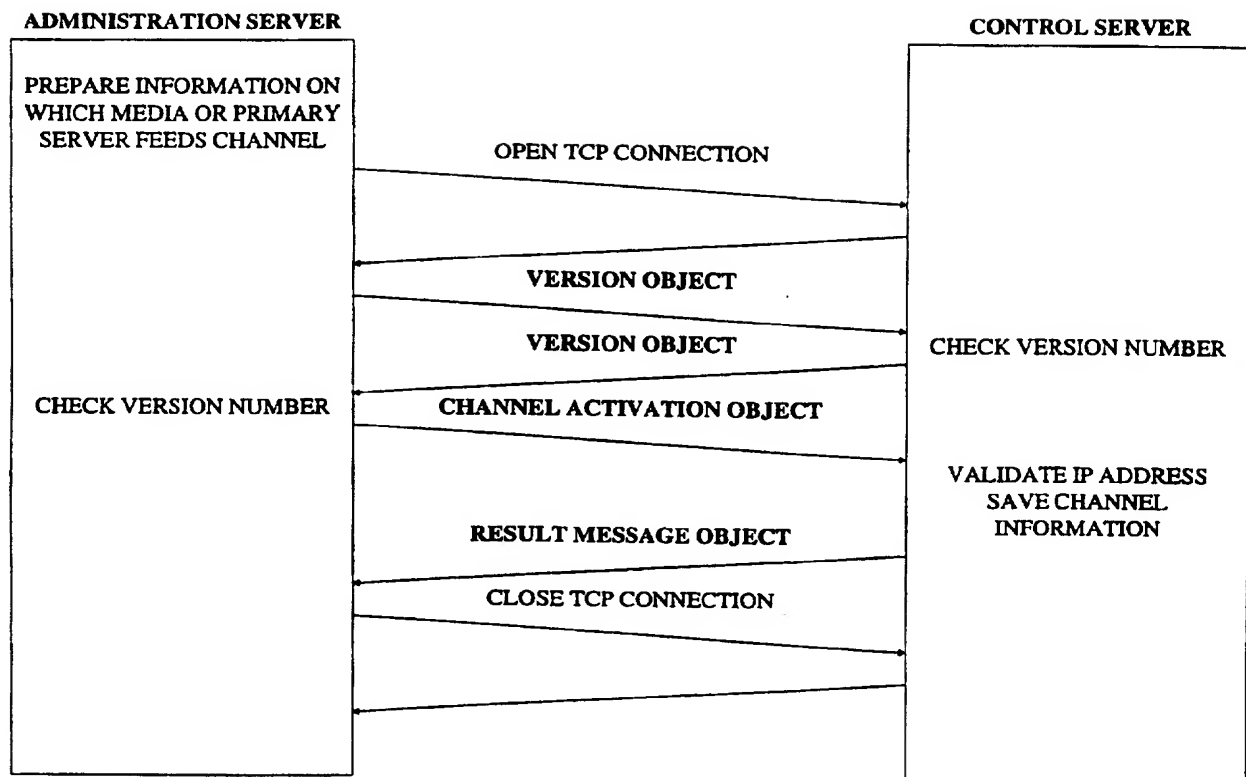 ADMINISTRATION SERVER
CONTROL SERVER
PREPARE INFORMATION ON
WHICH MEDIA OR PRIMARY
SERVER FEEDS CHANNEL
OPEN TCP CONNECTION
VERSION OBJECT
VERSION OBJECT
CHECK VERSION NUMBER
CHECK VERSION NUMBER
CHANNEL ACTIVATION OBJECT
VALIDATE IP ADDRESS
SAVE CHANNEL
INFORMATION
RESULT MESSAGE OBJECT
CLOSE TCP CONNECTION